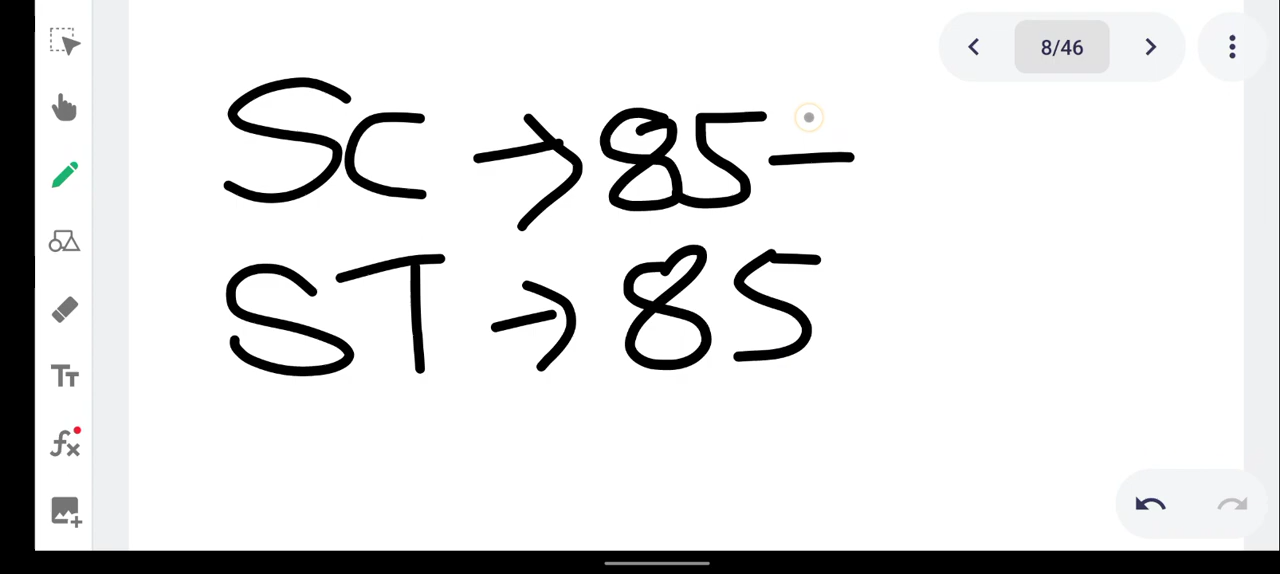 8/46
SC → 85 —
ST → 85
Tт
fx